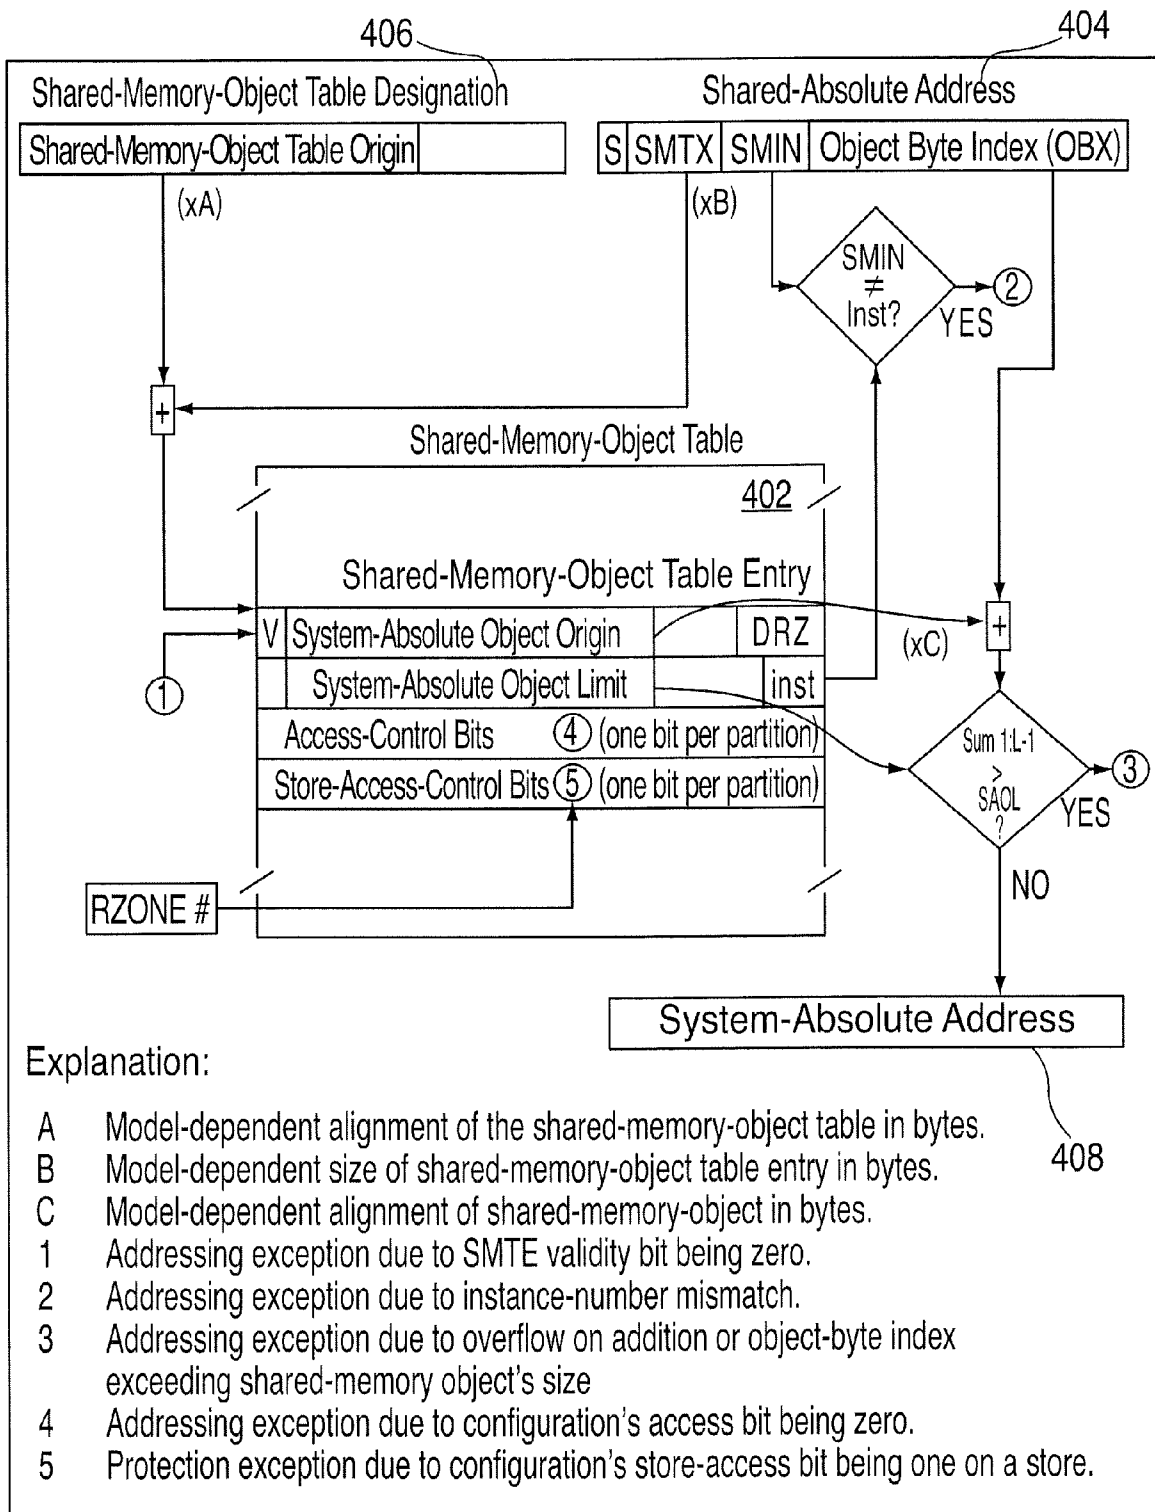 406
404
Shared-Memory-Object Table Designation
Shared-Absolute Address
Shared-Memory-Object Table Origin
S SMTX SMIN Object Byte Index (OBX)
(xA)
(xB)
SMIN
≠
Inst?
2
YES
+
Shared-Memory-Object Table
402
Shared-Memory-Object Table Entry
V System-Absolute Object Origin DRZ
+
(xC)
1
System-Absolute Object Limit inst
Access-Control Bits 4 (one bit per partition)
Sum 1:L-1
>
SAOL
?
3
YES
Store-Access-Control Bits 5 (one bit per partition)
RZONE #
NO
System-Absolute Address
408
Explanation:
A Model-dependent alignment of the shared-memory-object table in bytes.
B Model-dependent size of shared-memory-object table entry in bytes.
C Model-dependent alignment of shared-memory-object in bytes.
1 Addressing exception due to SMTE validity bit being zero.
2 Addressing exception due to instance-number mismatch.
3 Addressing exception due to overflow on addition or object-byte index
exceeding shared-memory object's size
4 Addressing exception due to configuration's access bit being zero.
5 Protection exception due to configuration's store-access bit being one on a store.